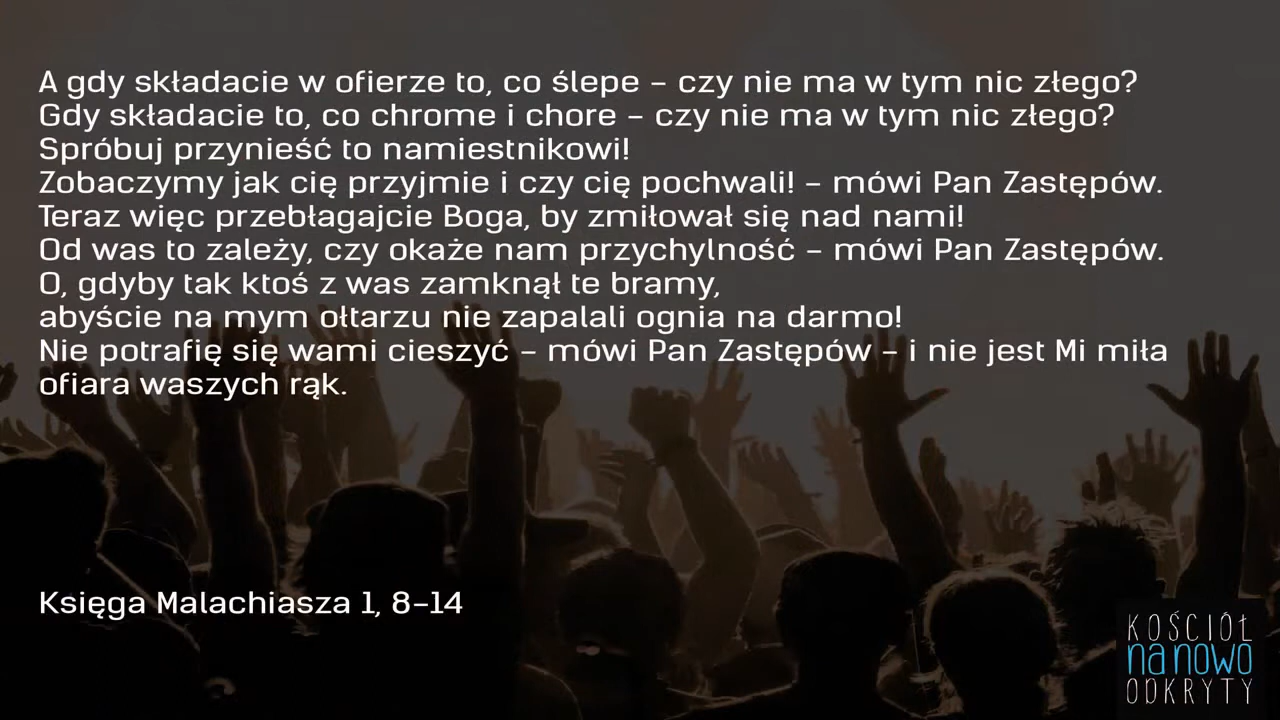 A gdy składacie w ofierze to, co ślepe – czy nie ma w tym nic złego?
Gdy składacie to, co chrome i chore – czy nie ma w tym nic złego?
Spróbuj przynieść to namiestnikowi!
Zobaczymy jak cię przyjmie i czy cię pochwali! – mówi Pan Zastępów.
Teraz więc przebłagajcie Boga, by zmiłował się nad nami!
Od was to zależy, czy okaże nam przychylność – mówi Pan Zastępów.
O, gdyby tak ktoś z was zamknął te bramy,
abyście na mym ołtarzu nie zapalali ognia na darmo!
Nie potrafię się wami cieszyć – mówi Pan Zastępów – i nie jest Mi miła
ofiara waszych rąk.
Księga Malachiasza 1, 8–14
KOŚCIÓŁ
na nowo
ODKRYTY